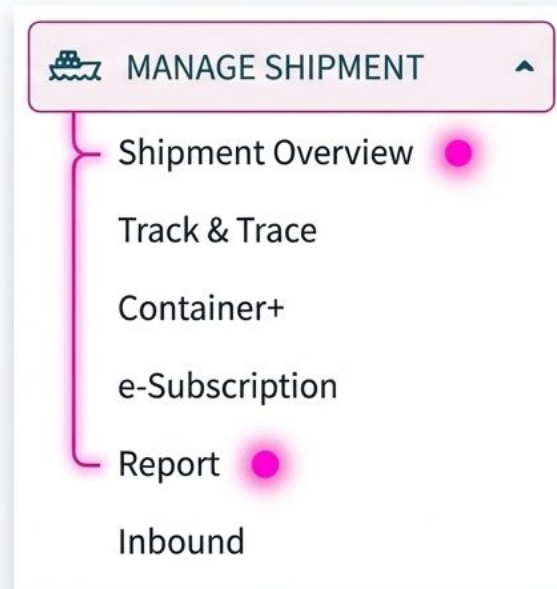 MANAGE SHIPMENT
Shipment Overview
Track & Trace
Container+
e-Subscription
Report
Inbound